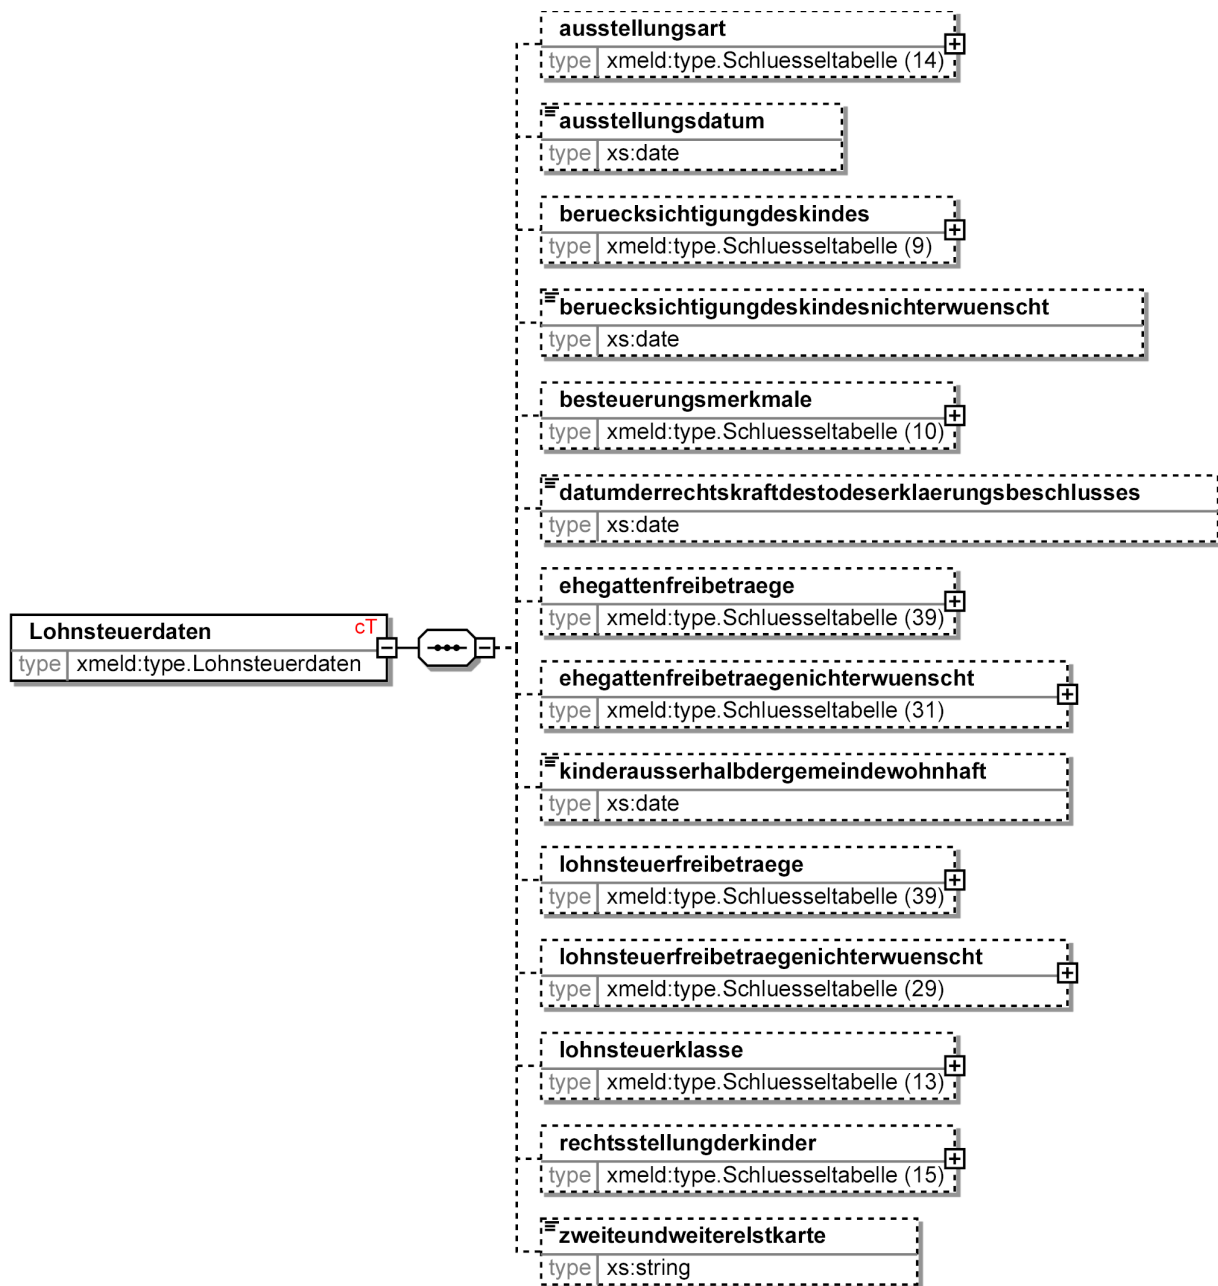 ausstellungsart
type xmeld:type.Schluesseltabelle (14)
ausstellungsdatum
type xs:date
beruecksichtigungdeskindes
type xmeld:type.Schluesseltabelle (9)
beruecksichtigungdeskindesnichterwuenscht
type xs:date
besteuerungsmerkmale
type xmeld:type.Schluesseltabelle (10)
datumderrechtskraftdestodeserklaerungsbeschlusses
type xs:date
ehegattenfreibetraege
type xmeld:type.Schluesseltabelle (39)
Lohnsteuerdaten cT
type xmeld:type.Lohnsteuerdaten
ehegattenfreibetraegenichterwuenscht
type xmeld:type.Schluesseltabelle (31)
kinderausserhalbdergemeindewohnhaft
type xs:date
lohnsteuerfreibetraege
type xmeld:type.Schluesseltabelle (39)
lohnsteuerfreibetraegenichterwuenscht
type xmeld:type.Schluesseltabelle (29)
lohnsteuerklasse
type xmeld:type.Schluesseltabelle (13)
rechtsstellungderkinder
type xmeld:type.Schluesseltabelle (15)
zweiteundweiterelstkarte
type xs:string